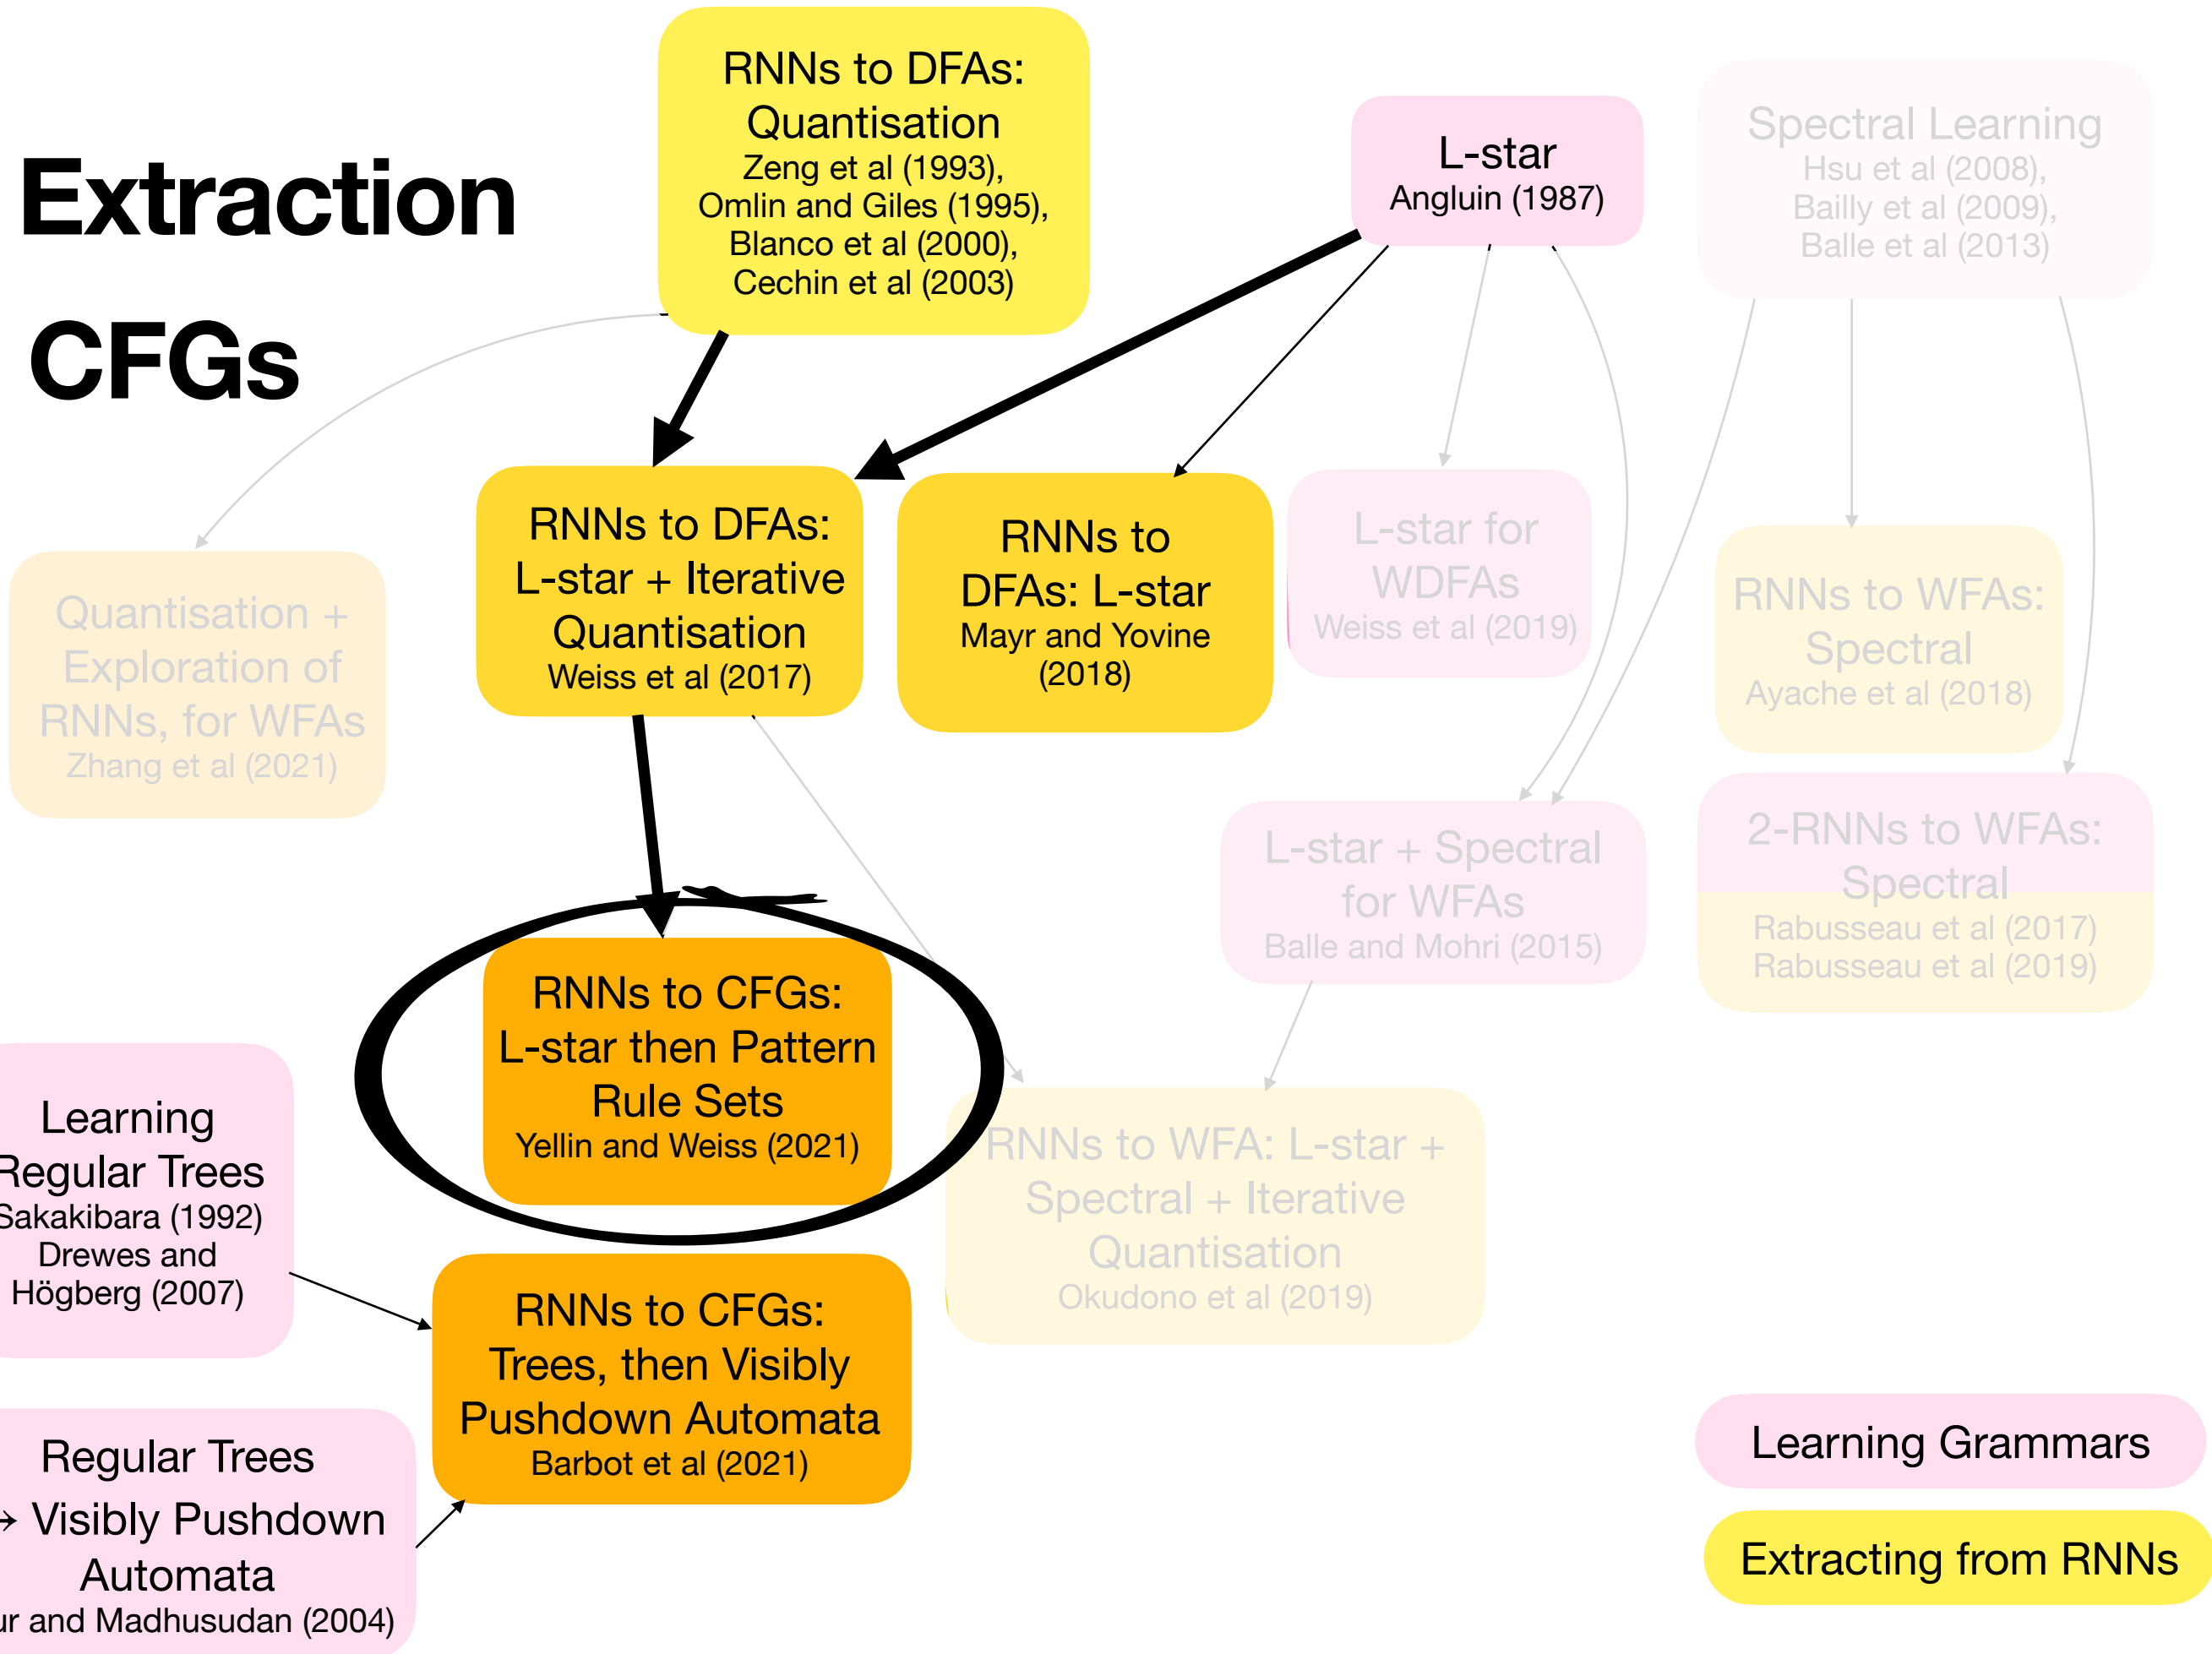 Extraction
CFGs
RNNs to DFAs:
Quantisation
Zeng et al (1993),
Omlin and Giles (1995),
Blanco et al (2000),
Cechin et al (2003)
L-star
Angluin (1987)
Spectral Learning
Hsu et al (2008),
Bailly et al (2009),
Balle et al (2013)
Quantisation +
Exploration of
RNNs, for WFAs
Zhang et al (2021)
RNNs to DFAs:
L-star + Iterative
Quantisation
Weiss et al (2017)
RNNs to
DFAs: L-star
Mayr and Yovine
(2018)
L-star for
WDFAs
Weiss et al (2019)
RNNs to WFAs:
Spectral
Ayache et al (2018)
L-star + Spectral
for WFAs
Balle and Mohri (2015)
2-RNNs to WFAs:
Spectral
Rabusseau et al (2017)
Rabusseau et al (2019)
RNNs to CFGs:
L-star then Pattern
Rule Sets
Yellin and Weiss (2021)
RNNs to WFA: L-star +
Spectral + Iterative
Quantisation
Okudono et al (2019)
Learning
Regular Trees
Sakakibara (1992)
Drewes and
Högberg (2007)
RNNs to CFGs:
Trees, then Visibly
Pushdown Automata
Barbot et al (2021)
Regular Trees
→ Visibly Pushdown
Automata
and Madhusudan (2004)
Learning Grammars
Extracting from RNNs